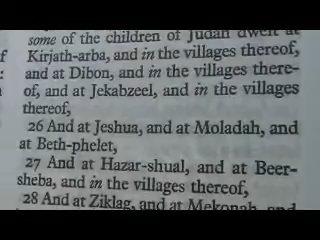 some of the children of Judah dwelt at
f Kirjath-arba, and in the villages thereof,
: and at Dibon, and in the villages there-
f of, and at Jekabzeel, and in the villages
thereof,
26 And at Jeshua, and at Moladah, and
at Beth-phelet,
27 And at Hazar-shual, and at Beer-
sheba, and in the villages thereof,
28 And at Ziklag, and at Mekonah, and